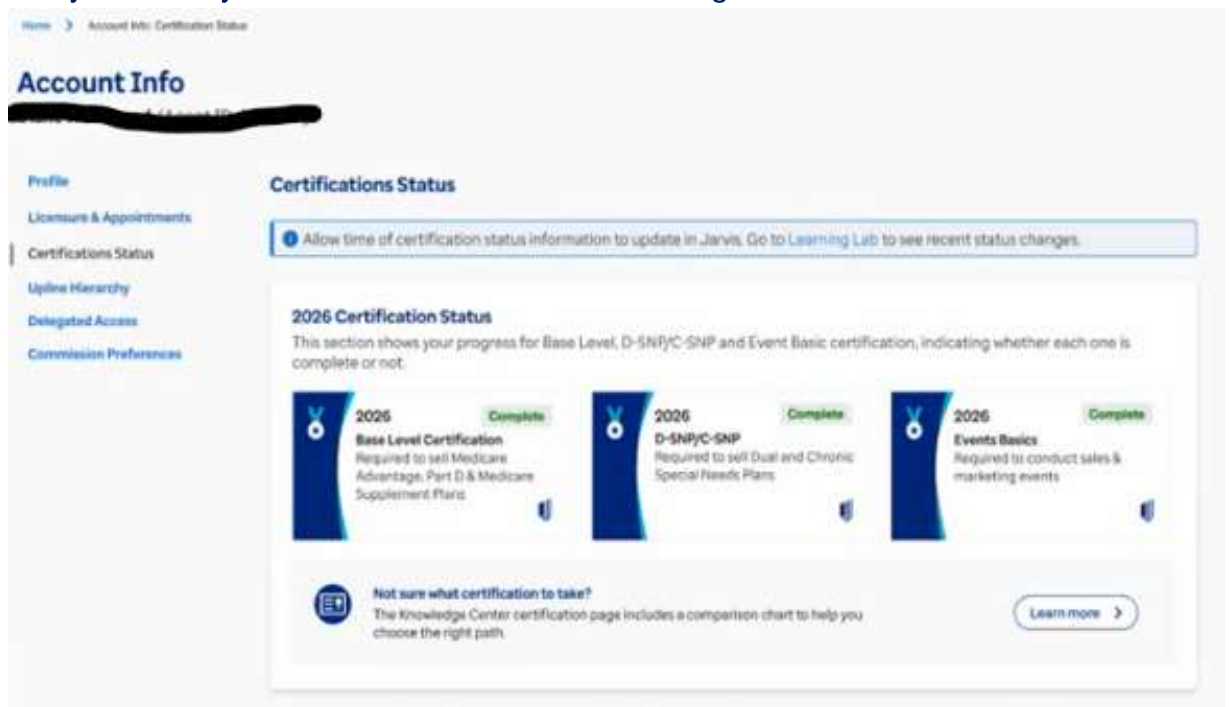 Home > Account Info: Certification Status
Account Info
Profile
Licensure & Appointments
Certifications Status
Upline Hierarchy
Delegated Access
Commission Preferences
Certifications Status
Allow time of certification status information to update in Jarvis. Go to Learning Lab to see recent status changes.
2026 Certification Status
This section shows your progress for Base Level, D-SNP/C-SNP and Event Basic certification, indicating whether each one is
complete or not.
2026 Complete
Base Level Certification
Required to sell Medicare
Advantage, Part D & Medicare
Supplement Plans
2026 Complete
D-SNP/C-SNP
Required to sell Dual and Chronic
Special Needs Plans
2026 Complete
Events Basics
Required to conduct sales &
marketing events
Not sure what certification to take?
The Knowledge Center certification page includes a comparison chart to help you
choose the right path.
Learn more >